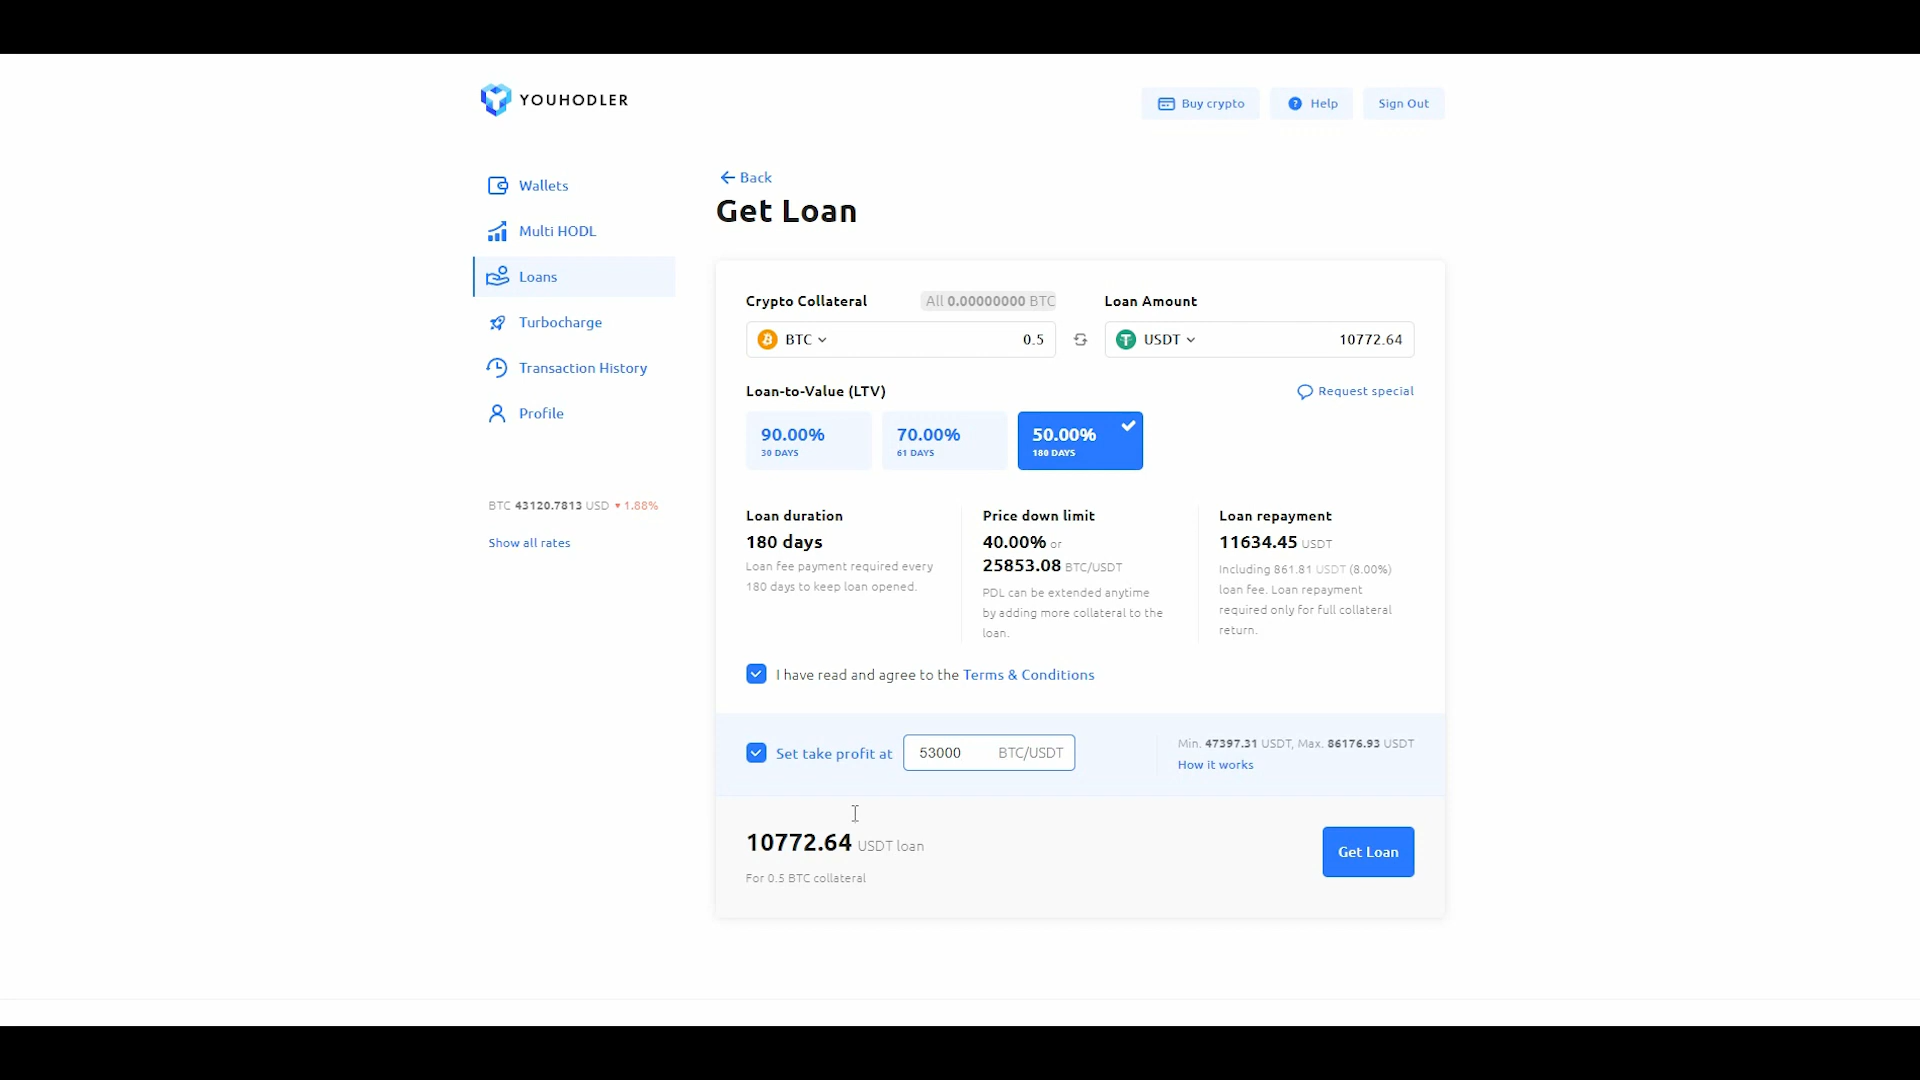 YOUHODLER
Buy crypto
Help
Sign Out
Wallets
Multi HODL
Loans
Turbocharge
Transaction History
Profile
BTC 43120.7813 USD ▾ 1.88%
Show all rates
Back
Get Loan
Crypto Collateral
All 0.00000000 BTC
Loan Amount
BTC 0.5
USDT 10772.64
Loan-to-Value (LTV)
Request special
90.00%
30 DAYS
70.00%
61 DAYS
50.00%
180 DAYS
Loan duration
180 days
Loan fee payment required every
180 days to keep loan opened.
Price down limit
40.00% or
25853.08 BTC/USDT
PDL can be extended anytime
by adding more collateral to the
loan.
Loan repayment
11634.45 USDT
Including 861.81 USDT (8.00%)
loan fee. Loan repayment
required only for full collateral
return.
I have read and agree to the Terms & Conditions
Set take profit at 53000 BTC/USDT
Min. 47397.31 USDT, Max. 86176.93 USDT
How it works
10772.64 USDT loan
For 0.5 BTC collateral
Get Loan